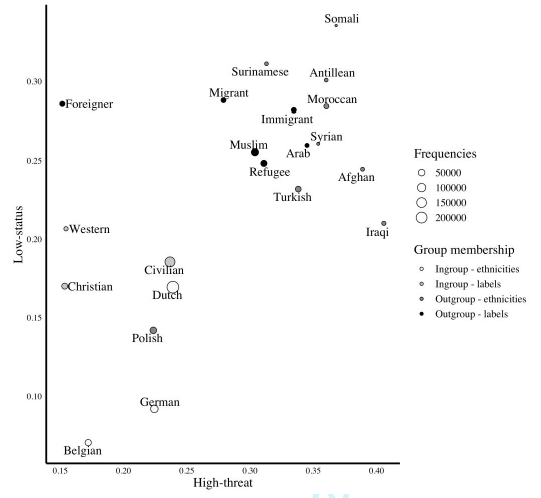 Somali
Surinamese
Antillean
0.30
Migrant
Moroccan
Foreigner
Immigrant
Muslim
Syrian
Arab
0.25
Refugee
Afghan
Turkish
Western
Iraqi
0.20
Civilian
Christian
Dutch
0.15
Polish
0.10
German
Belgian
0.15 0.20 0.25 0.30 0.35 0.40
High-threat
Low-status
Frequencies
50000
100000
150000
200000
Group membership
Ingroup - ethnicities
Ingroup - labels
Outgroup - ethnicities
Outgroup - labels